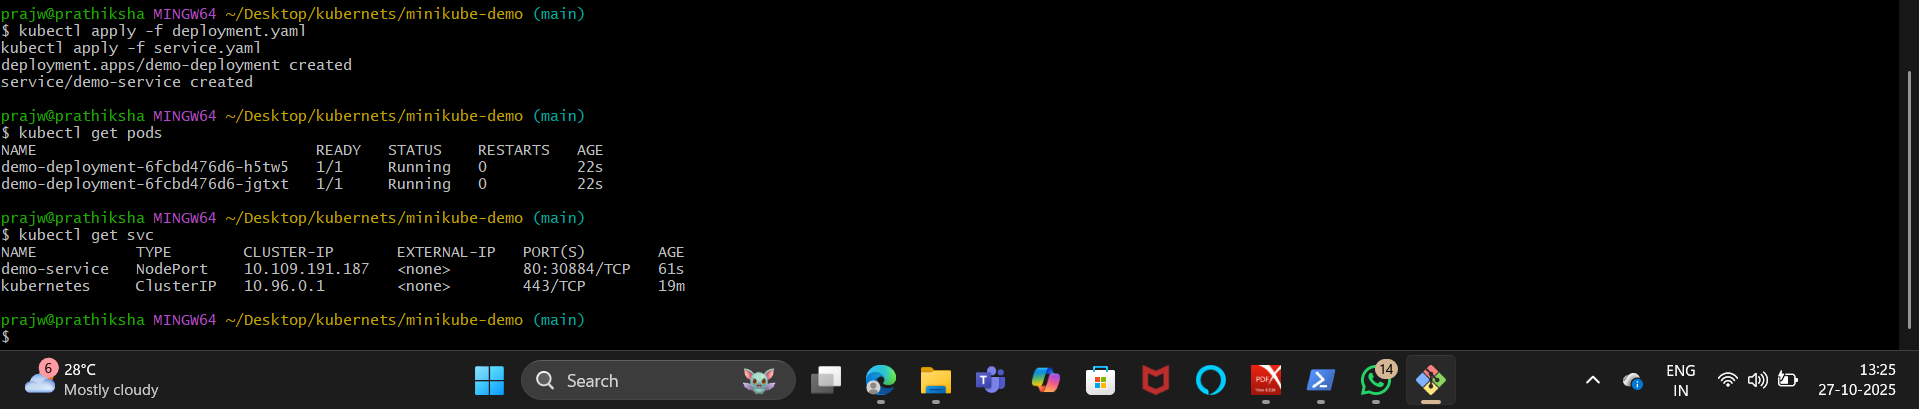 prajw@prathiksha MINGW64 ~/Desktop/kubernets/minikube-demo (main)
$ kubectl apply -f deployment.yaml
kubectl apply -f service.yaml
deployment.apps/demo-deployment created
service/demo-service created
prajw@prathiksha MINGW64 ~/Desktop/kubernets/minikube-demo (main)
$ kubectl get pods
NAME                               READY   STATUS    RESTARTS   AGE
demo-deployment-6fcbd476d6-h5tw5   1/1     Running   0          22s
demo-deployment-6fcbd476d6-jgtxt   1/1     Running   0          22s
prajw@prathiksha MINGW64 ~/Desktop/kubernets/minikube-demo (main)
$ kubectl get svc
NAME           TYPE        CLUSTER-IP       EXTERNAL-IP   PORT(S)        AGE
demo-service   NodePort    10.109.191.187   <none>        80:30884/TCP   61s
kubernetes     ClusterIP   10.96.0.1        <none>        443/TCP        19m
prajw@prathiksha MINGW64 ~/Desktop/kubernets/minikube-demo (main)
$
6
28°C
Mostly cloudy
Search
PDF
View & Edit
14
ENG
IN
13:25
27-10-2025